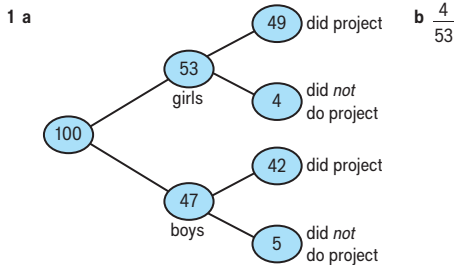 1 a
49 did project
b 4/53
53
girls
4 did not
do project
100
42 did project
47
boys
5 did not
do project